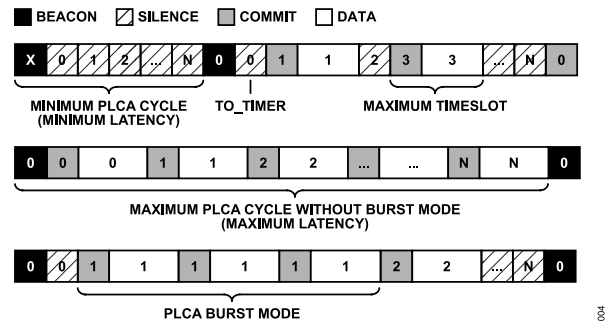 BEACON SILENCE COMMIT DATA
X 0 1 2 ... N 0 0 1 1 2 3 3 ... N 0
MINIMUM PLCA CYCLE
(MINIMUM LATENCY)
TO_TIMER
MAXIMUM TIMESLOT
0 0 0 1 1 2 2 ... ... N N 0
MAXIMUM PLCA CYCLE WITHOUT BURST MODE
(MAXIMUM LATENCY)
0 0 1 1 1 1 1 1 2 2 ... N 0
PLCA BURST MODE
004